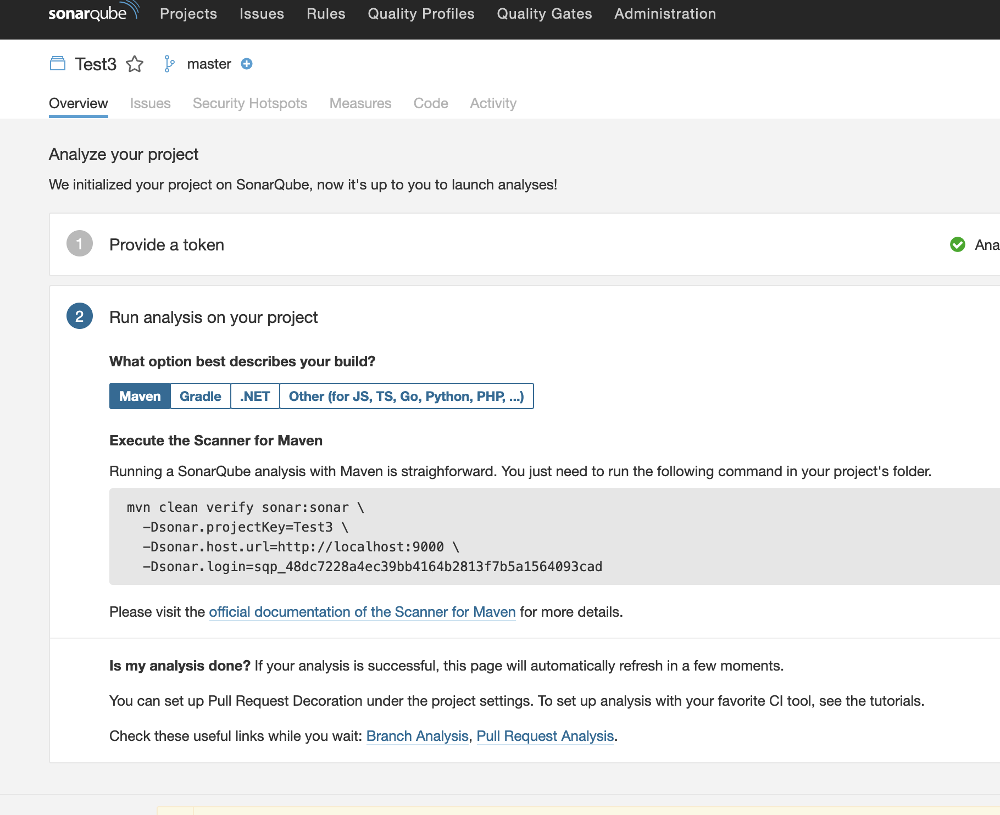 sonarqube Projects Issues Rules Quality Profiles Quality Gates Administration
Test3 master
Overview Issues Security Hotspots Measures Code Activity
Analyze your project
We initialized your project on SonarQube, now it's up to you to launch analyses!
1 Provide a token Ana
2 Run analysis on your project
What option best describes your build?
Maven Gradle .NET Other (for JS, TS, Go, Python, PHP, ...)
Execute the Scanner for Maven
Running a SonarQube analysis with Maven is straighforward. You just need to run the following command in your project's folder.
mvn clean verify sonar:sonar \
-Dsonar.projectKey=Test3 \
-Dsonar.host.url=http://localhost:9000 \
-Dsonar.login=sqp_48dc7228a4ec39bb4164b2813f7b5a1564093cad
Please visit the official documentation of the Scanner for Maven for more details.
Is my analysis done? If your analysis is successful, this page will automatically refresh in a few moments.
You can set up Pull Request Decoration under the project settings. To set up analysis with your favorite CI tool, see the tutorials.
Check these useful links while you wait: Branch Analysis, Pull Request Analysis.